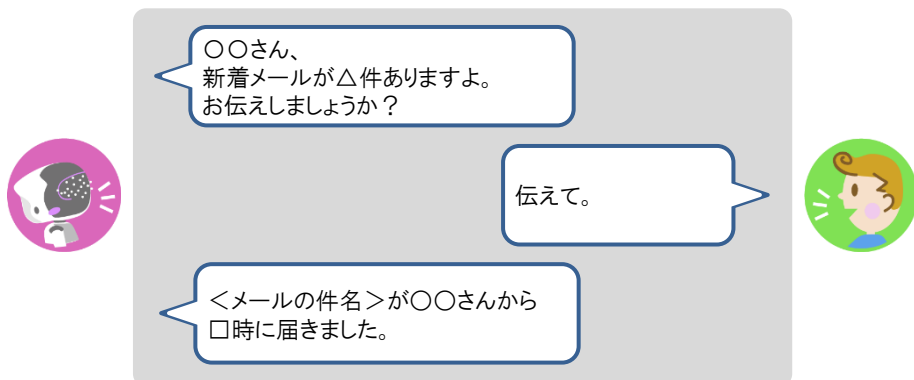 〇〇さん、
新着メールが△件ありますよ。
お伝えしましょうか？
伝えて。
＜メールの件名＞が〇〇さんから
□時に届きました。